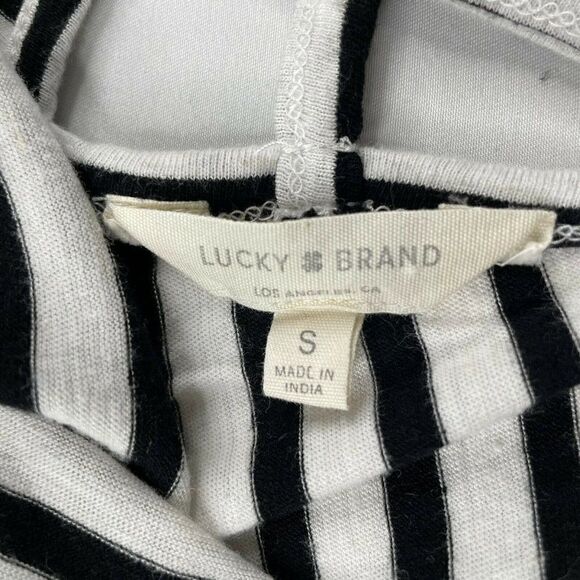 LUCKY BRAND
LOS ANGELES, CA
S
MADE IN
INDIA